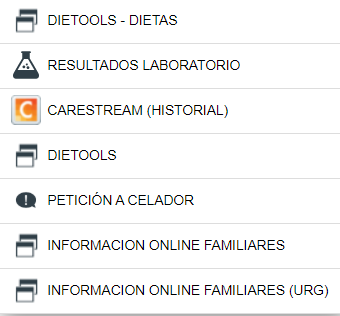 DIETOOLS - DIETAS
RESULTADOS LABORATORIO
CARESTREAM (HISTORIAL)
DIETOOLS
PETICIÓN A CELADOR
INFORMACION ONLINE FAMILIARES
INFORMACION ONLINE FAMILIARES (URG)